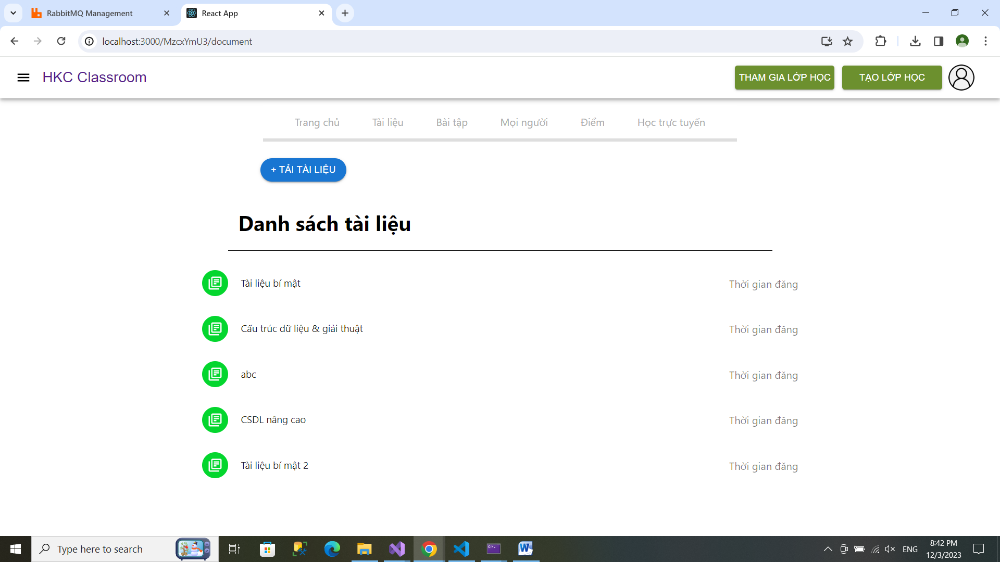 RabbitMQ Management
React App
localhost:3000/MzcxYmU3/document
HKC Classroom
THAM GIA LỚP HỌC
TẠO LỚP HỌC
Trang chủ
Tài liệu
Bài tập
Mọi người
Điểm
Học trực tuyến
+ TẢI TÀI LIỆU
Danh sách tài liệu
Tài liệu bí mật
Thời gian đăng
Cấu trúc dữ liệu & giải thuật
Thời gian đăng
abc
Thời gian đăng
CSDL nâng cao
Thời gian đăng
Tài liệu bí mật 2
Thời gian đăng
Type here to search
ENG
8:42 PM
12/3/2023